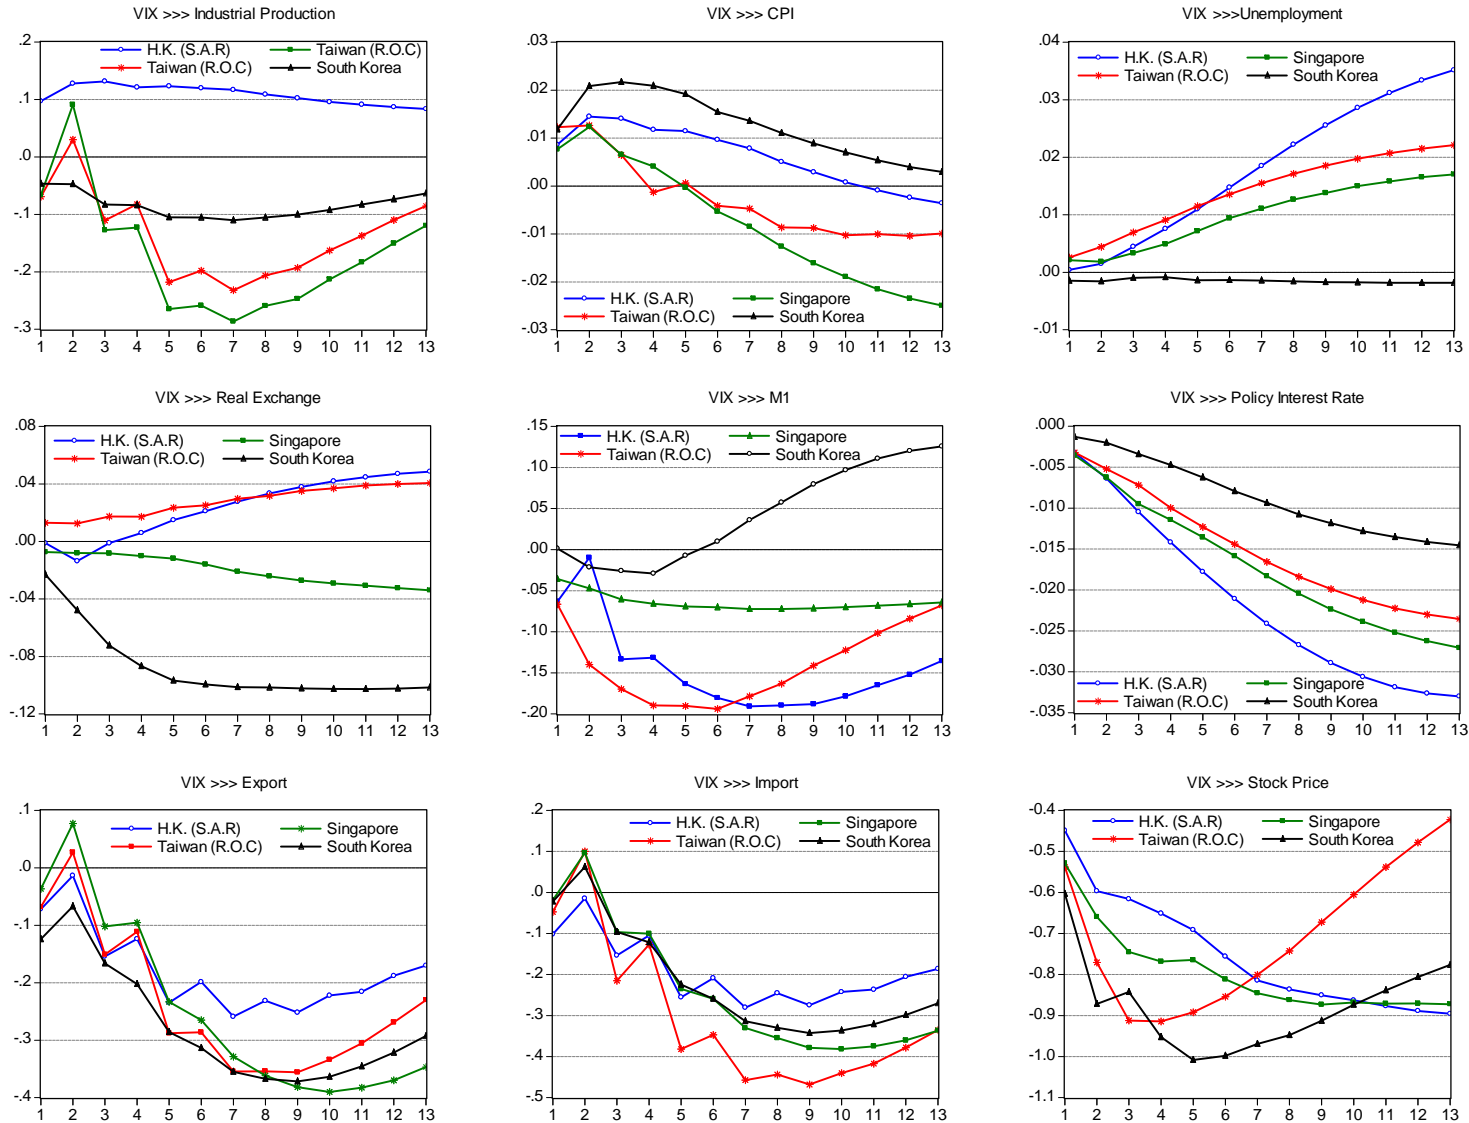 VIX >>> Industrial Production
.2
.1
.0
-.1
-.2
-.3
H.K. (S.A.R) Taiwan (R.O.C)
Taiwan (R.O.C) South Korea
1 2 3 4 5 6 7 8 9 10 11 12 13
VIX >>> CPI
.03
.02
.01
.00
-.01
-.02
-.03
H.K. (S.A.R) Singapore
Taiwan (R.O.C) South Korea
1 2 3 4 5 6 7 8 9 10 11 12 13
VIX >>>Unemployment
.04
.03
.02
.01
.00
-.01
H.K. (S.A.R) Singapore
Taiwan (R.O.C) South Korea
1 2 3 4 5 6 7 8 9 10 11 12 13
VIX >>> Real Exchange
.08
.04
.00
-.04
-.08
-.12
H.K. (S.A.R) Singapore
Taiwan (R.O.C) South Korea
1 2 3 4 5 6 7 8 9 10 11 12 13
VIX >>> M1
.15
.10
.05
.00
-.05
-.10
-.15
-.20
H.K. (S.A.R) Singapore
Taiwan (R.O.C) South Korea
1 2 3 4 5 6 7 8 9 10 11 12 13
VIX >>> Policy Interest Rate
.000
-.005
-.010
-.015
-.020
-.025
-.030
-.035
H.K. (S.A.R) Singapore
Taiwan (R.O.C) South Korea
1 2 3 4 5 6 7 8 9 10 11 12 13
VIX >>> Export
.1
.0
-.1
-.2
-.3
-.4
H.K. (S.A.R) Singapore
Taiwan (R.O.C) South Korea
1 2 3 4 5 6 7 8 9 10 11 12 13
VIX >>> Import
.2
.1
.0
-.1
-.2
-.3
-.4
-.5
H.K. (S.A.R) Singapore
Taiwan (R.O.C) South Korea
1 2 3 4 5 6 7 8 9 10 11 12 13
VIX >>> Stock Price
-0.4
-0.5
-0.6
-0.7
-0.8
-0.9
-1.0
-1.1
H.K. (S.A.R) Singapore
Taiwan (R.O.C) South Korea
1 2 3 4 5 6 7 8 9 10 11 12 13